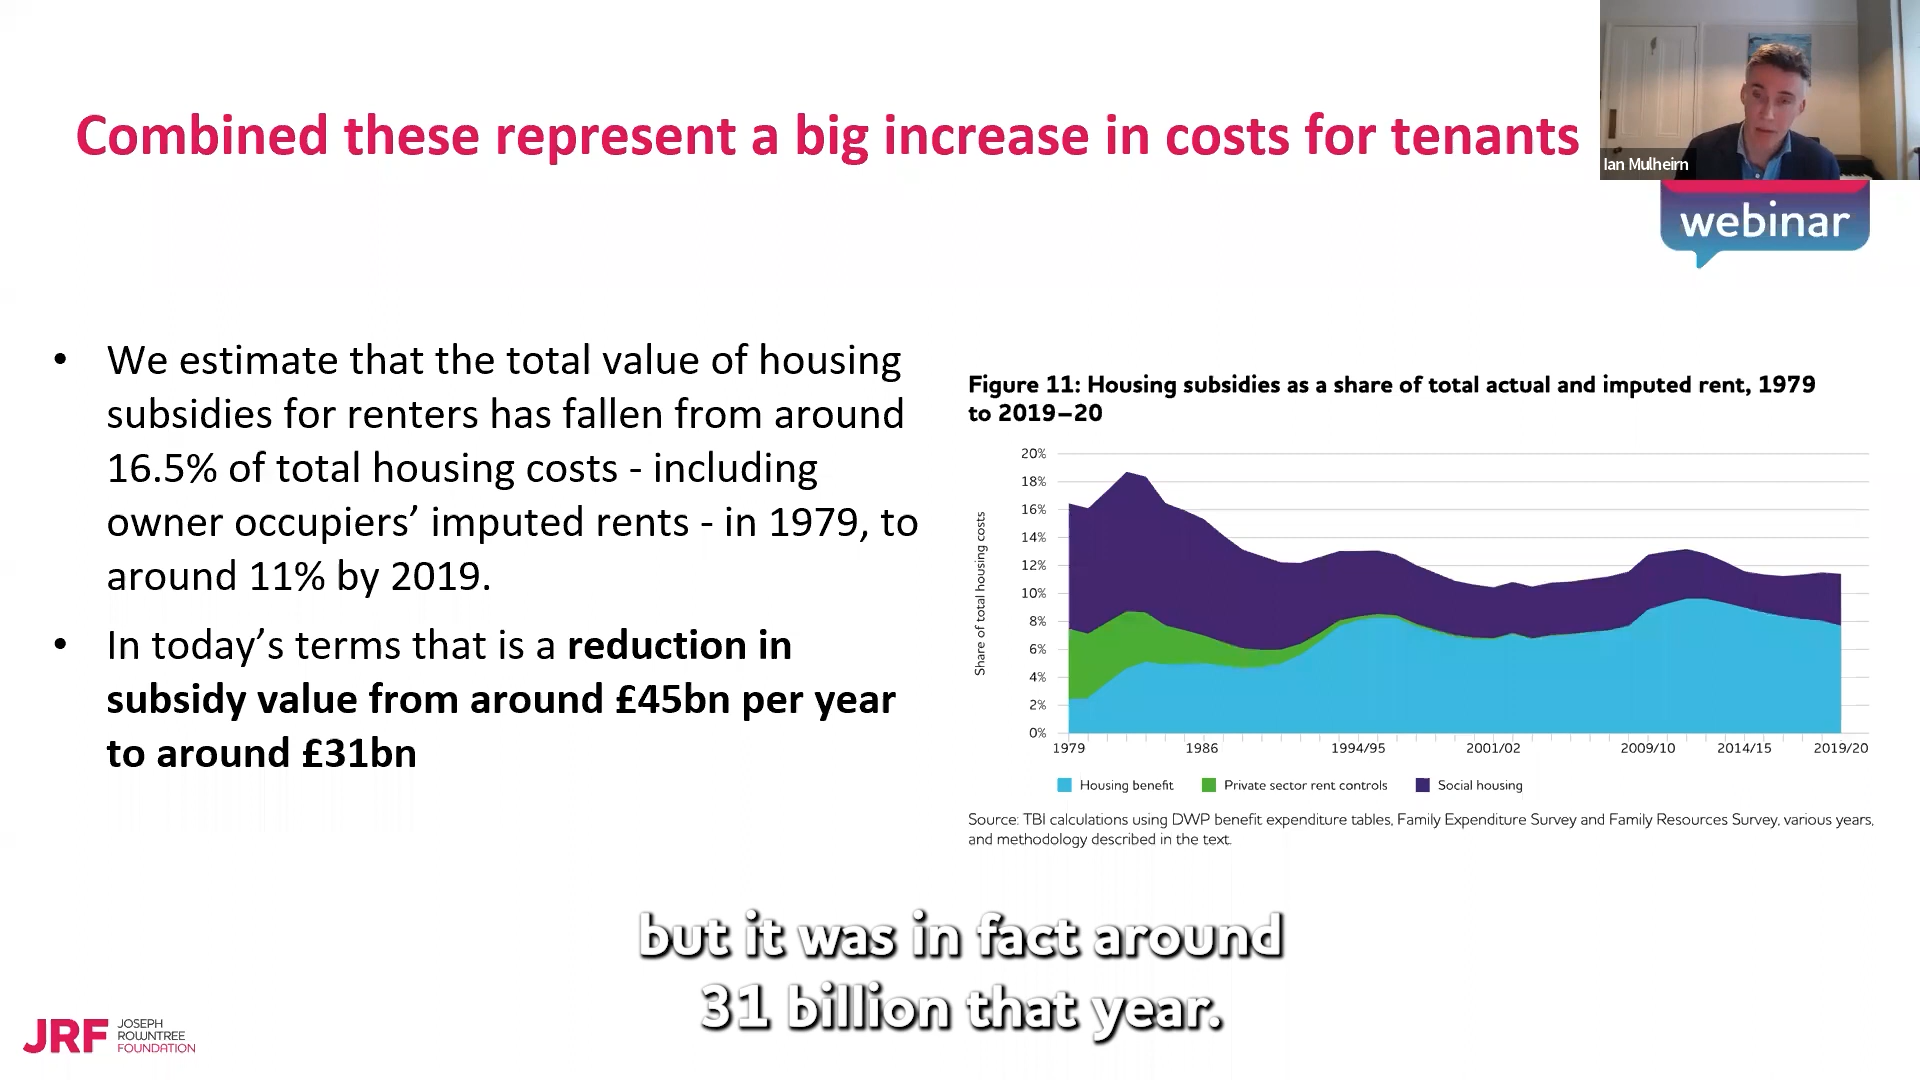 Combined these represent a big increase in costs for tenants
Ian Mulheirn
webinar
• We estimate that the total value of housing
subsidies for renters has fallen from around
16.5% of total housing costs - including
owner occupiers’ imputed rents - in 1979, to
around 11% by 2019.
• In today’s terms that is a reduction in
subsidy value from around £45bn per year
to around £31bn
Figure 11: Housing subsidies as a share of total actual and imputed rent, 1979
to 2019–20
Share of total housing costs
20%
18%
16%
14%
12%
10%
8%
6%
4%
2%
0%
1979 1986 1994/95 2001/02 2009/10 2014/15 2019/20
Housing benefit Private sector rent controls Social housing
Source: TBI calculations using DWP benefit expenditure tables, Family Expenditure Survey and Family Resources Survey, various years,
and methodology described in the text.
but it was in fact around
31 billion that year.
JRF JOSEPH
ROWNTREE
FOUNDATION